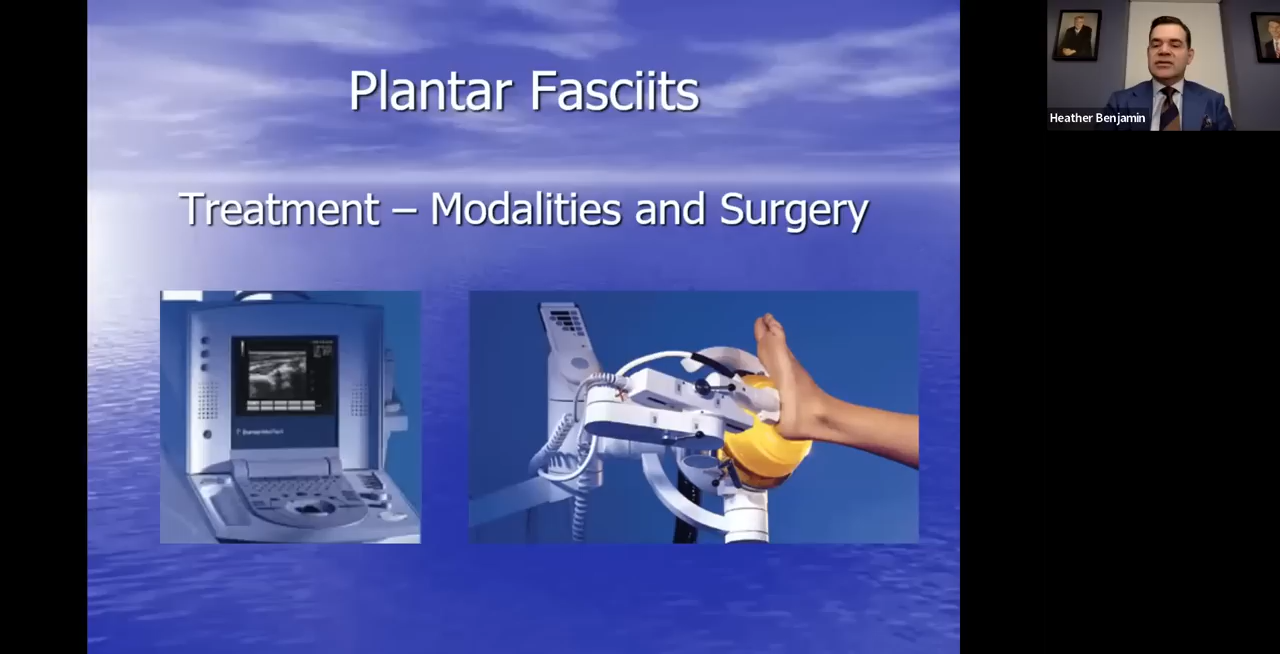 Plantar Fasciits
Treatment – Modalities and Surgery
Heather Benjamin